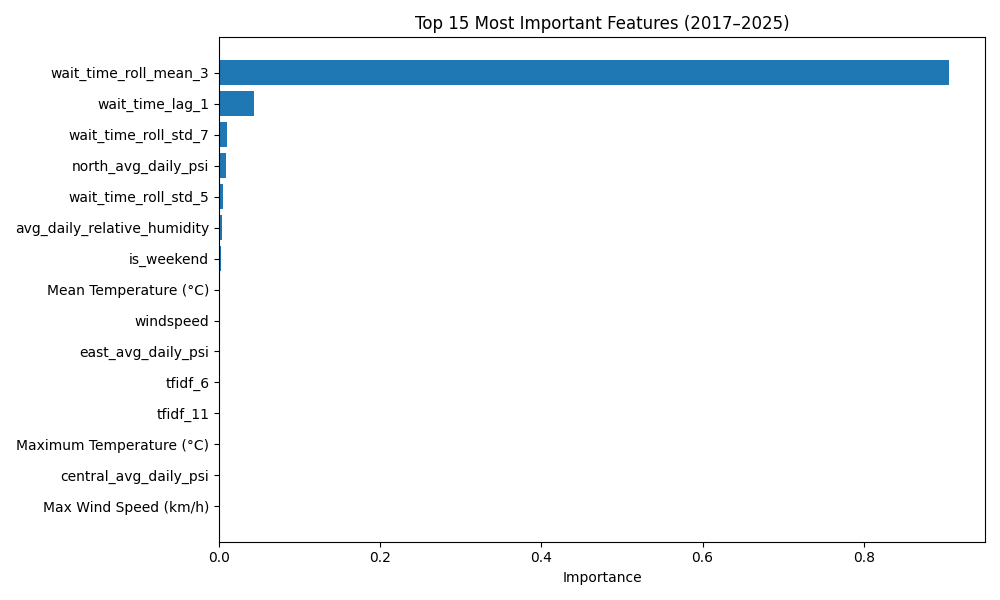 Top 15 Most Important Features (2017–2025)
wait_time_roll_mean_3
wait_time_lag_1
wait_time_roll_std_7
north_avg_daily_psi
wait_time_roll_std_5
avg_daily_relative_humidity
is_weekend
Mean Temperature (°C)
windspeed
east_avg_daily_psi
tfidf_6
tfidf_11
Maximum Temperature (°C)
central_avg_daily_psi
Max Wind Speed (km/h)
0.0 0.2 0.4 0.6 0.8
Importance